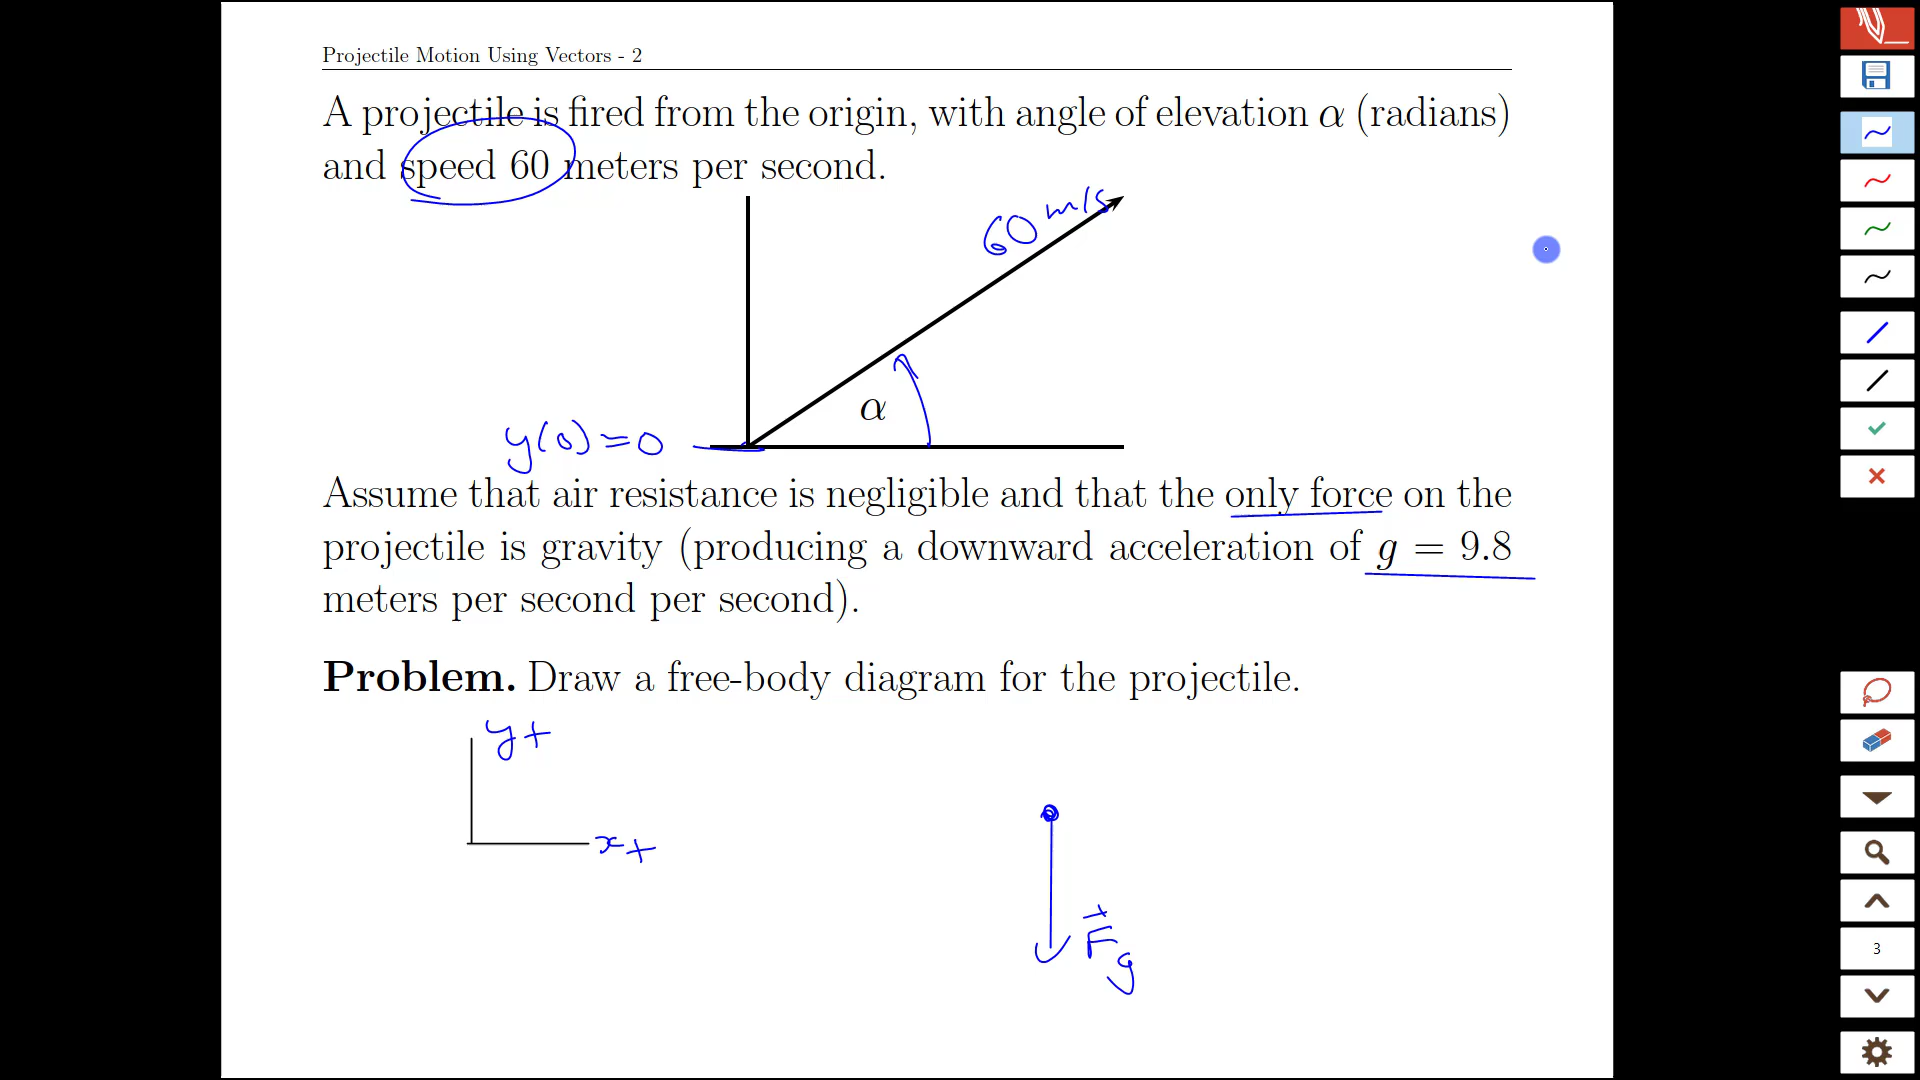 Projectile Motion Using Vectors - 2
A projectile is fired from the origin, with angle of elevation α (radians)
and speed 60 meters per second.
60 m/s
α
y(0)=0
Assume that air resistance is negligible and that the only force on the
projectile is gravity (producing a downward acceleration of g = 9.8
meters per second per second).
Problem. Draw a free-body diagram for the projectile.
y+
x+
F⃗g
3